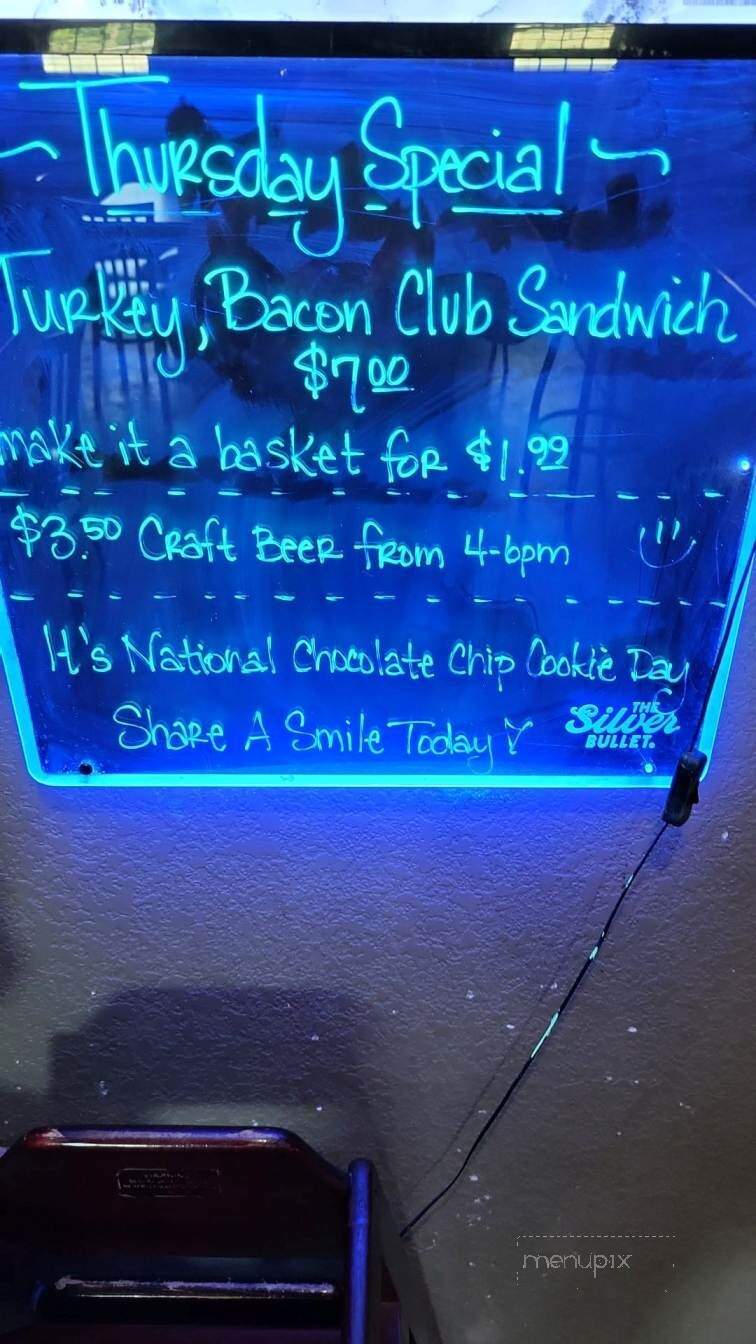 ~ Thursday Special ~
Turkey, Bacon Club Sandwich
$7.00
make it a basket for $1.99
$3.50 Craft Beer from 4-6pm
It's National Chocolate Chip Cookie Day
Share A Smile Today
THE
Silver
BULLET.
menupix